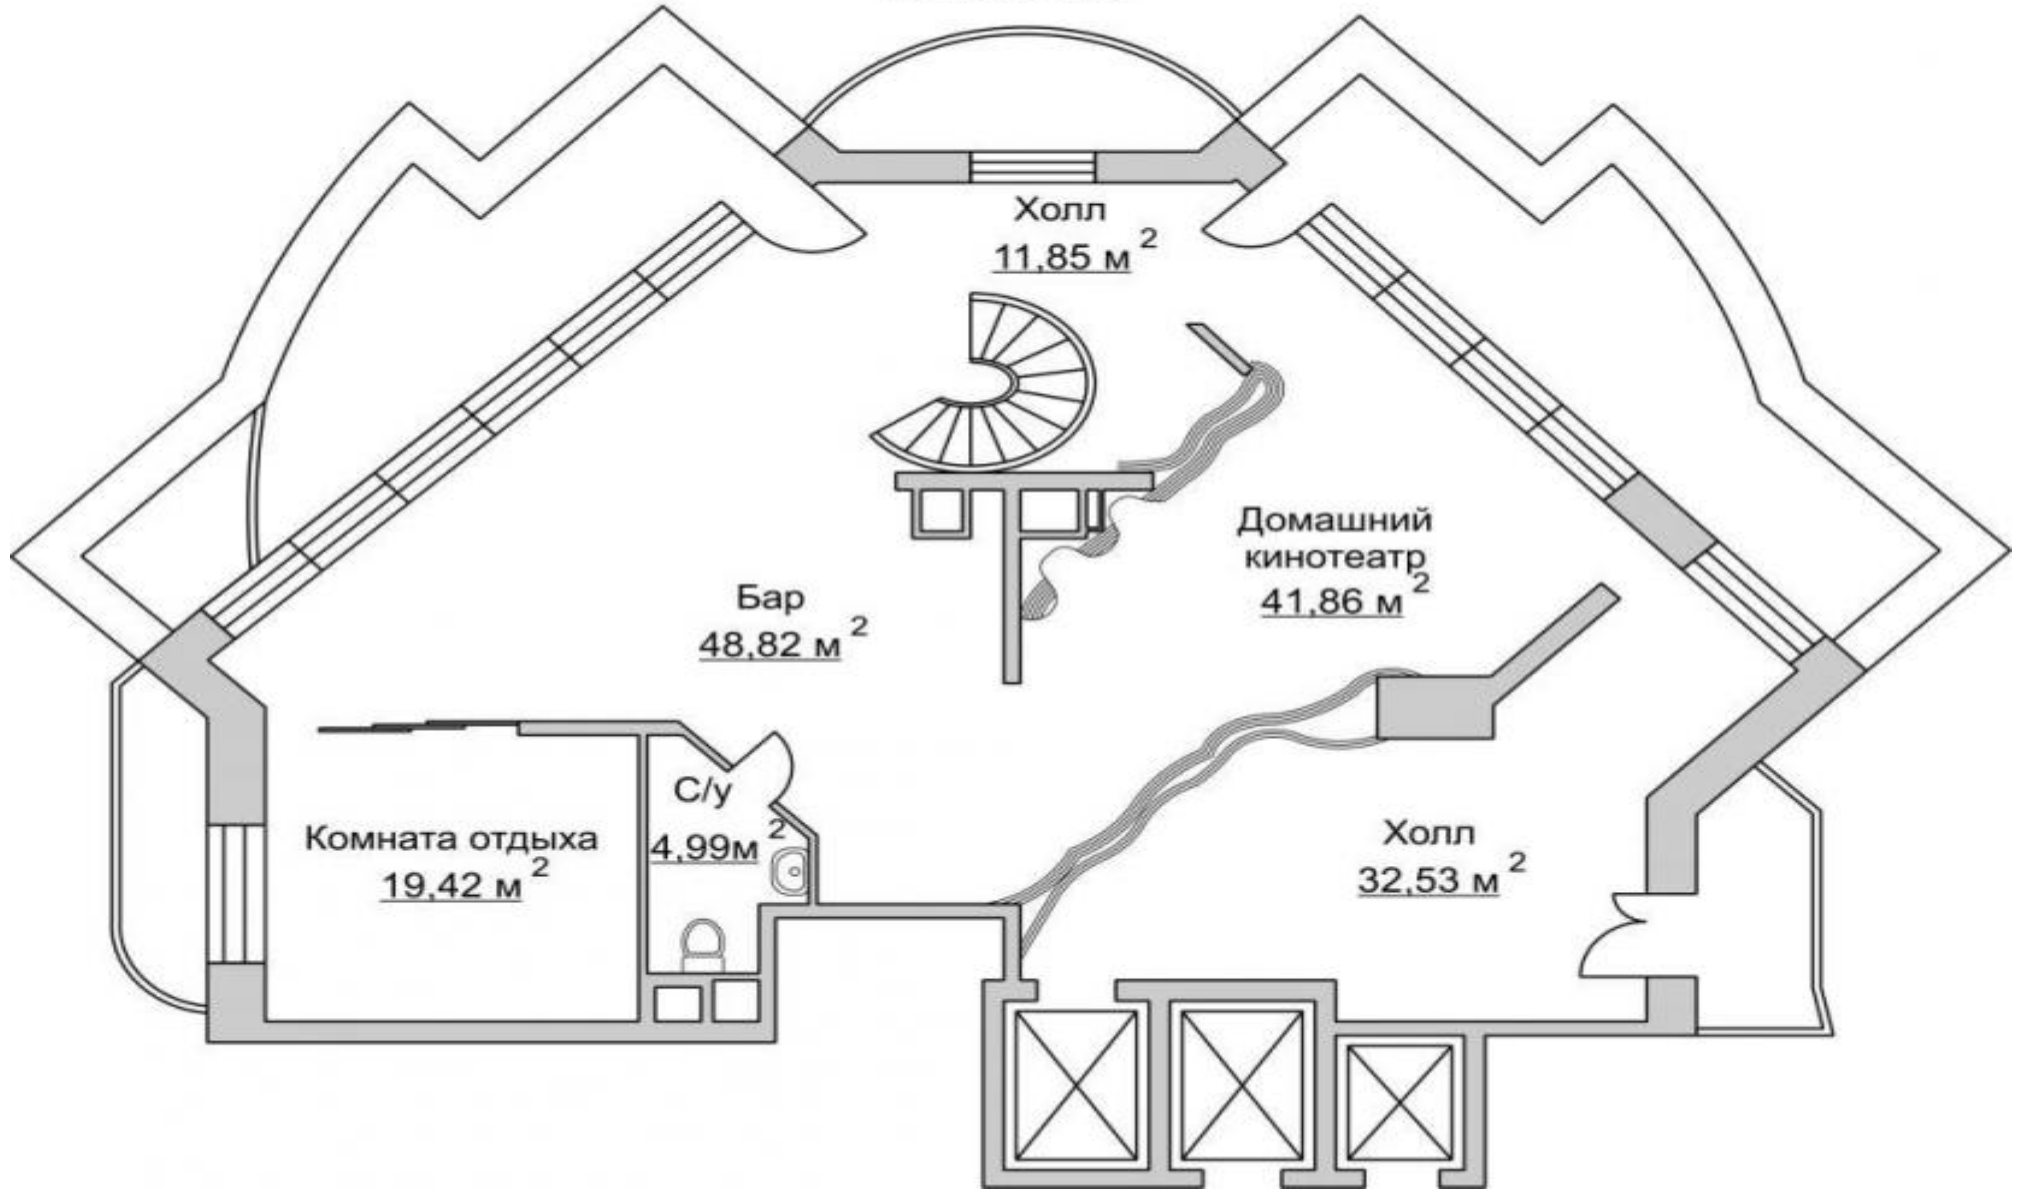 Холл
11,85 м2
Домашний
кинотеатр
41,86 м2
Бар
48,82 м2
С/у
4,99м2
Комната отдыха
19,42 м2
Холл
32,53 м2